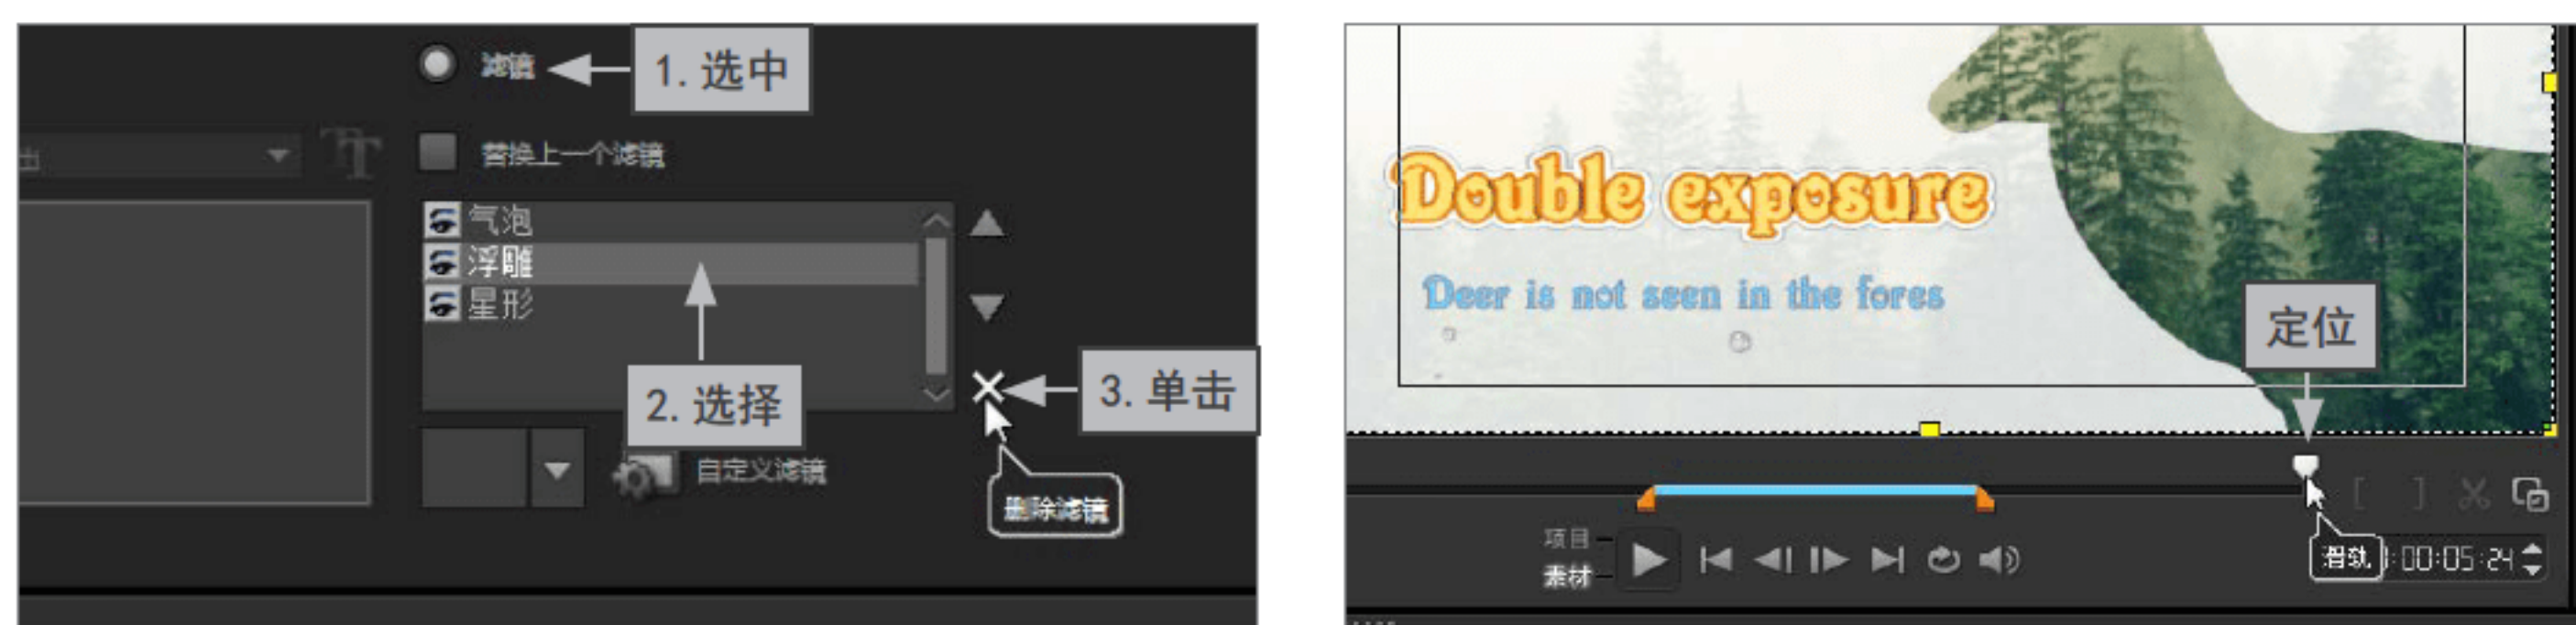 滤镜
1. 选中
出
替换上一个滤镜
气泡
浮雕
星形
2. 选择
3. 单击
自定义滤镜
删除滤镜
Double exposure
Deer is not seen in the fores
定位
项目
素材
滑轨
:00:05:24